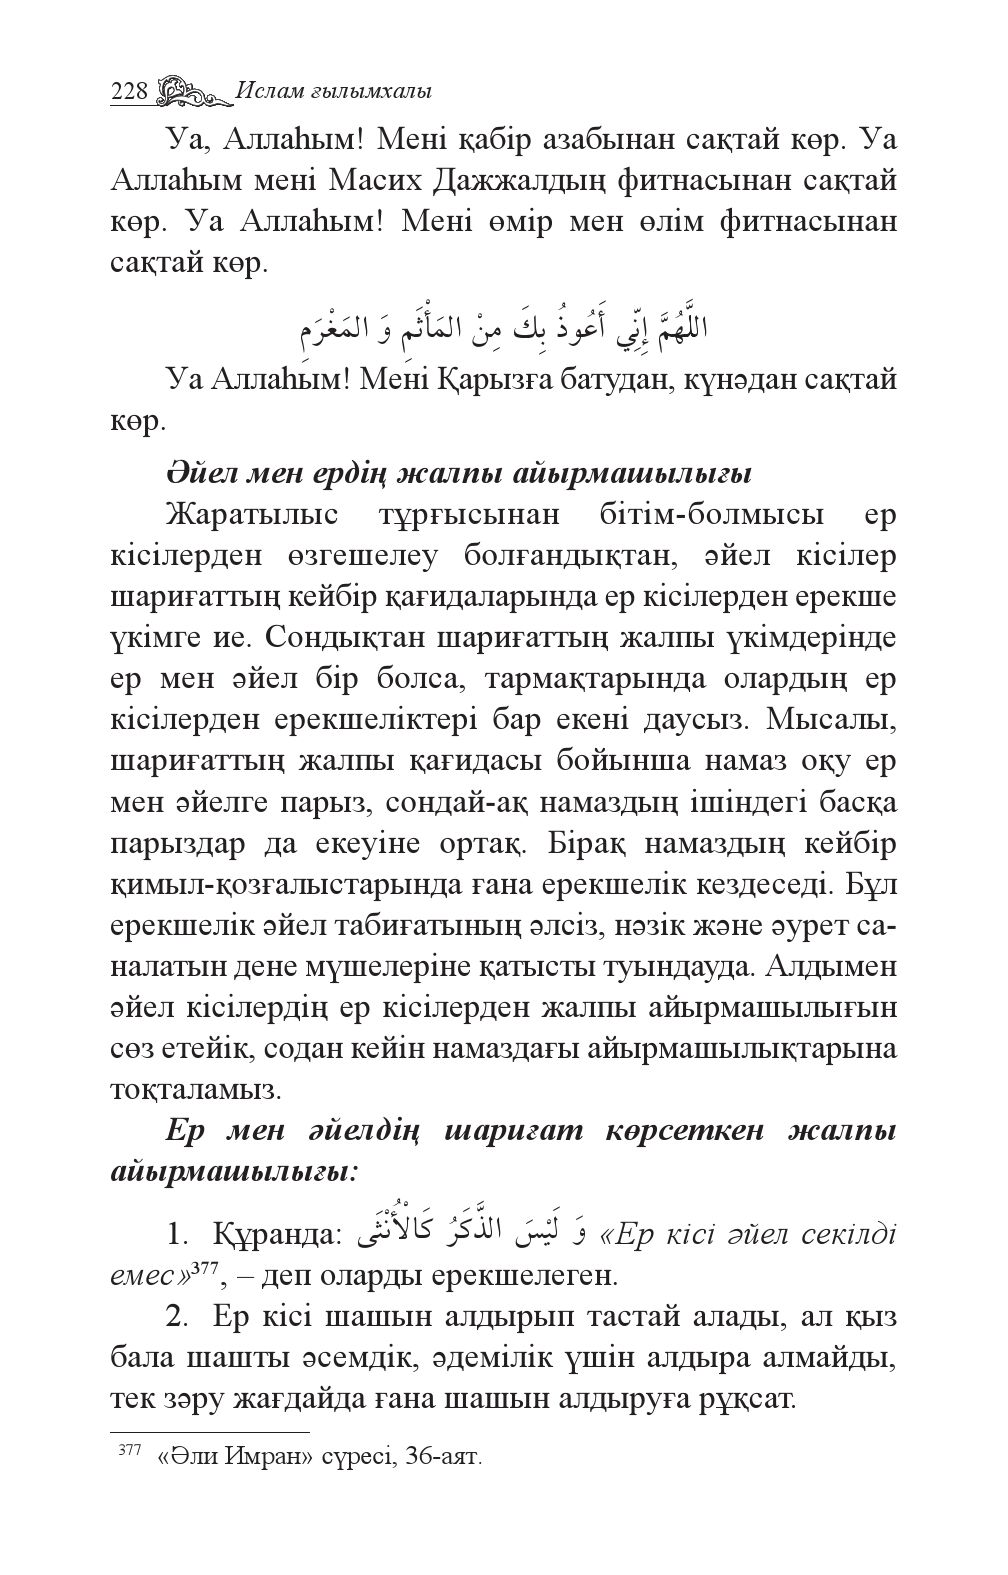 228 Ислам ғылымхалы
Уа, Аллаһым! Мені қабір азабынан сақтай көр. Уа
Аллаһым мені Масих Дажжалдың фитнасынан сақтай
көр. Уа Аллаһым! Мені өмір мен өлім фитнасынан
сақтай көр.
اللَّهُمَّ إِنِّي أَعُوذُ بِكَ مِنْ المَأْثَمِ وَ المَغْرَمِ
Уа Аллаһым! Мені Қарызға батудан, күнәдан сақтай
көр.
Әйел мен ердің жалпы айырмашылығы
Жаратылыс тұрғысынан бітім-болмысы ер
кісілерден өзгешелеу болғандықтан, әйел кісілер
шариғаттың кейбір қағидаларында ер кісілерден ерекше
үкімге ие. Сондықтан шариғаттың жалпы үкімдерінде
ер мен әйел бір болса, тармақтарында олардың ер
кісілерден ерекшеліктері бар екені даусыз. Мысалы,
шариғаттың жалпы қағидасы бойынша намаз оқу ер
мен әйелге парыз, сондай-ақ намаздың ішіндегі басқа
парыздар да екеуіне ортақ. Бірақ намаздың кейбір
қимыл-қозғалыстарында ғана ерекшелік кездеседі. Бұл
ерекшелік әйел табиғатының әлсіз, нәзік және әурет са-
налатын дене мүшелеріне қатысты туындауда. Алдымен
әйел кісілердің ер кісілерден жалпы айырмашылығын
сөз етейік, содан кейін намаздағы айырмашылықтарына
тоқталамыз.
Ер мен әйелдің шариғат көрсеткен жалпы
айырмашылығы:
1. Құранда: وَ لَيْسَ الذَّكَرُ كَالْأُنْثَى «Ер кісі әйел секілді
емес»³⁷⁷, – деп оларды ерекшелеген.
2. Ер кісі шашын алдырып тастай алады, ал қыз
бала шашты әсемдік, әдемілік үшін алдыра алмайды,
тек зәру жағдайда ғана шашын алдыруға рұқсат.
³⁷⁷ «Әли Имран» сүресі, 36-аят.